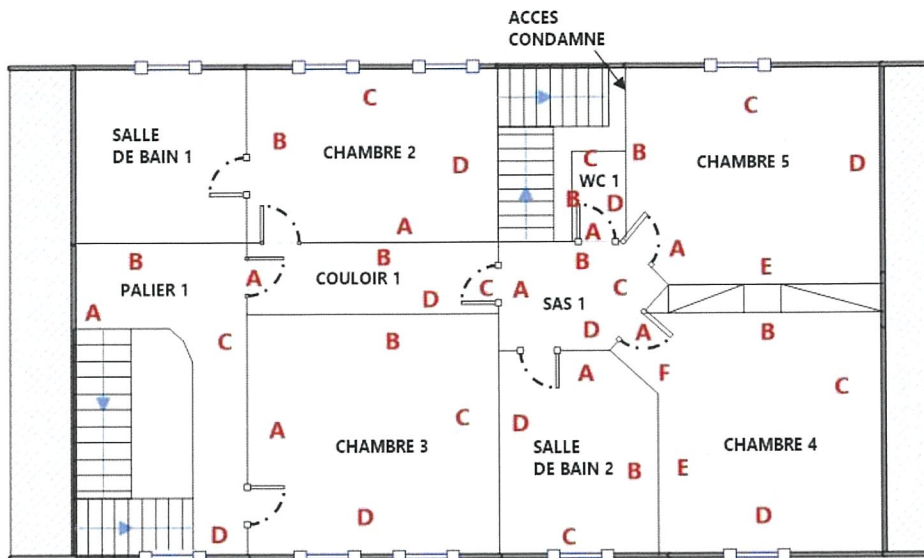 ACCES
CONDAMNE
C
C
SALLE
DE BAIN 1
B
CHAMBRE 2
D
C
B
CHAMBRE 5
D
WC 1
B
D
A
A
A
B
B
B
E
PALIER 1
A
COULOIR 1
D
C
A
SAS 1
C
A
C
B
D
A
B
A
F
C
A
C
D
CHAMBRE 3
SALLE
DE BAIN 2
B
E
CHAMBRE 4
D
D
C
D